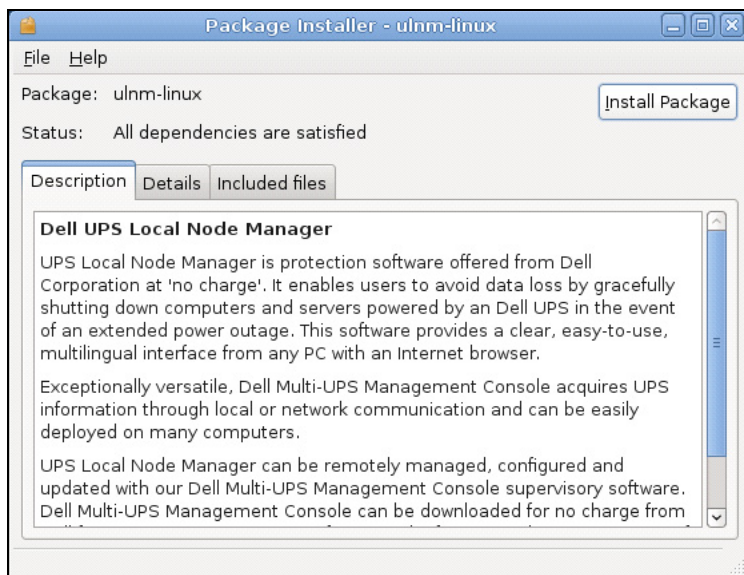 Package Installer - ulnm-linux
File Help
Package: ulnm-linux
Install Package
Status: All dependencies are satisfied
Description Details Included files
Dell UPS Local Node Manager
UPS Local Node Manager is protection software offered from Dell
Corporation at 'no charge'. It enables users to avoid data loss by gracefully
shutting down computers and servers powered by an Dell UPS in the event
of an extended power outage. This software provides a clear, easy-to-use,
multilingual interface from any PC with an Internet browser.
Exceptionally versatile, Dell Multi-UPS Management Console acquires UPS
information through local or network communication and can be easily
deployed on many computers.
UPS Local Node Manager can be remotely managed, configured and
updated with our Dell Multi-UPS Management Console supervisory software.
Dell Multi-UPS Management Console can be downloaded for no charge from